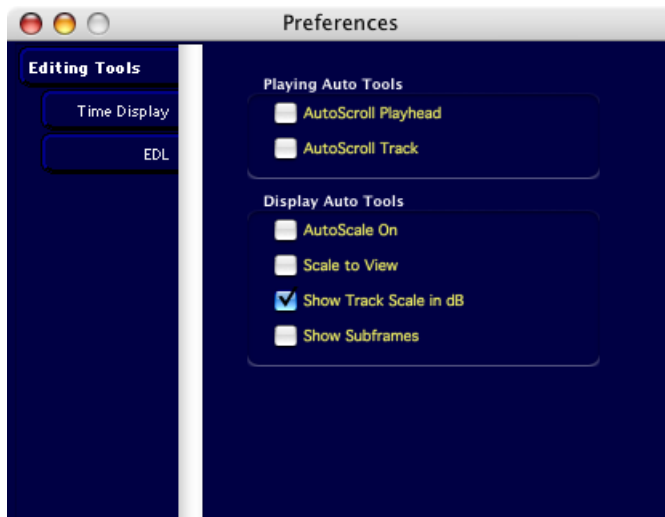 Preferences
Editing Tools
Time Display
EDL
Playing Auto Tools
AutoScroll Playhead
AutoScroll Track
Display Auto Tools
AutoScale On
Scale to View
Show Track Scale in dB
Show Subframes